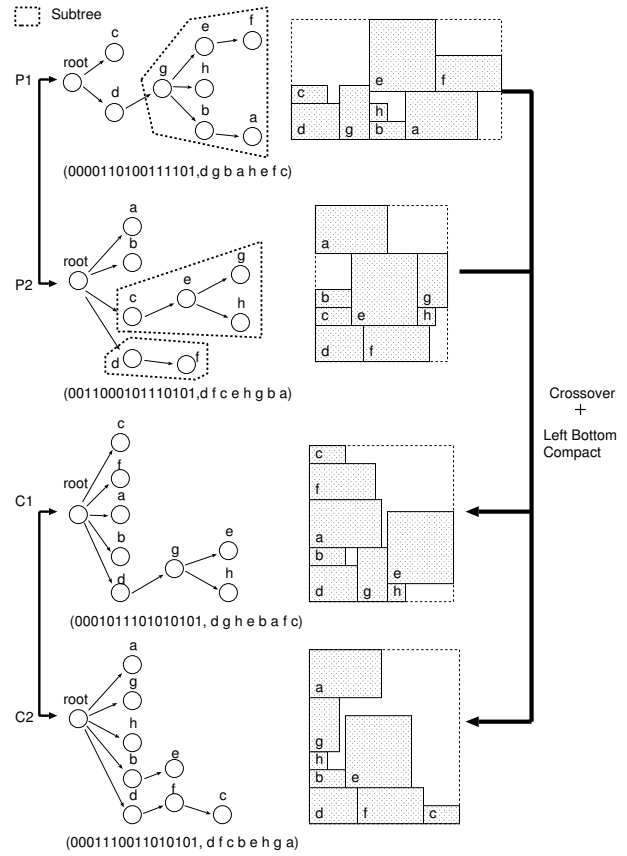 Subtree
P1
root
c
d
g
e
f
h
b
a
c
d
g
e
f
h
b
a
(0000110100111101,d g b a h e f c)
P2
root
a
b
c
e
g
h
d
f
a
b
c
e
g
h
d
f
(0011000101110101,d f c e h g b a)
Crossover
+
Left Bottom
Compact
C1
root
c
f
a
b
d
g
e
h
c
f
a
b
d
g
e
h
(0001011101010101, d g h e b a f c)
C2
root
a
g
h
b
e
d
f
c
a
g
h
b
e
d
f
c
(0001110011010101, d f c b e h g a)